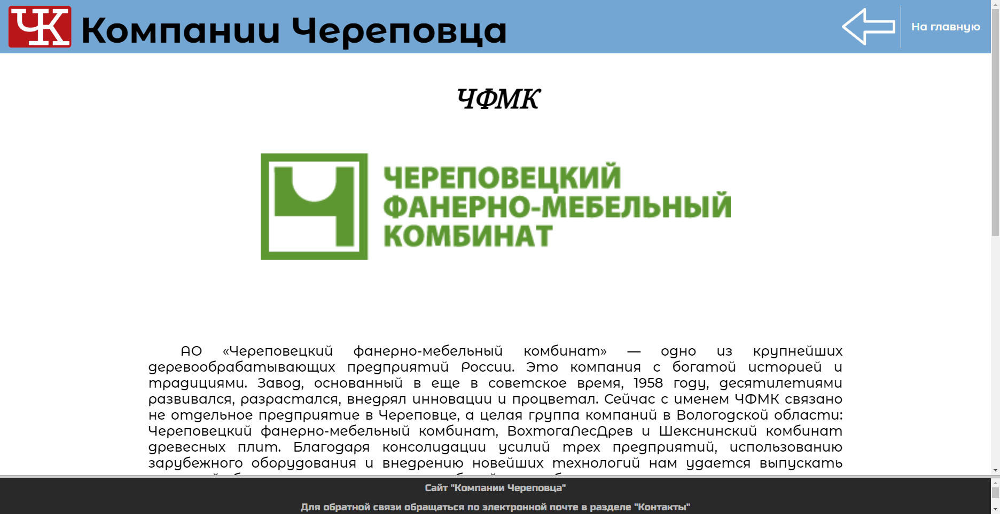 ЧК Компании Череповца
На главную
ЧФМК
ЧЕРЕПОВЕЦКИЙ
ФАНЕРНО-МЕБЕЛЬНЫЙ
КОМБИНАТ
АО «Череповецкий фанерно-мебельный комбинат» — одно из крупнейших
деревообрабатывающих предприятий России. Это компания с богатой историей и
традициями. Завод, основанный в еще в советское время, 1958 году, десятилетиями
развивался, разрастался, внедрял инновации и процветал. Сейчас с именем ЧФМК связано
не отдельное предприятие в Череповце, а целая группа компаний в Вологодской области:
Череповецкий фанерно-мебельный комбинат, ВохтогаЛесДрев и Шекснинский комбинат
древесных плит. Благодаря консолидации усилий трех предприятий, использованию
зарубежного оборудования и внедрению новейших технологий нам удается выпускать
Сайт "Компании Череповца"
Для обратной связи обращаться по электронной почте в разделе "Контакты"